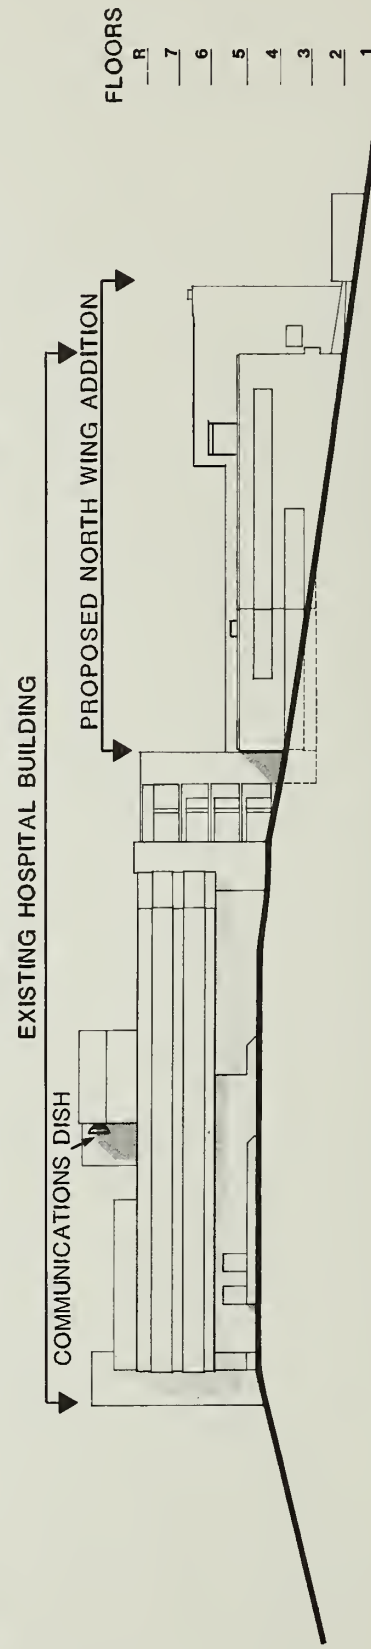 EXISTING HOSPITAL BUILDING
COMMUNICATIONS DISH
PROPOSED NORTH WING ADDITION
FLOORS
R
7
6
5
4
3
2
1